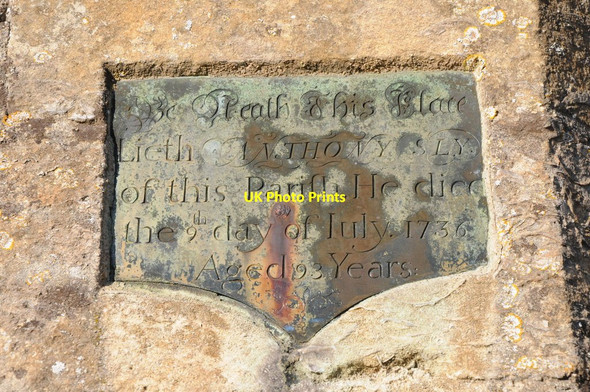 Be Neath this Place
Lieth ANTHONY SLY
of this Parish He died
the 9th day of July. 1736
Aged 93 Years
UK Photo Prints